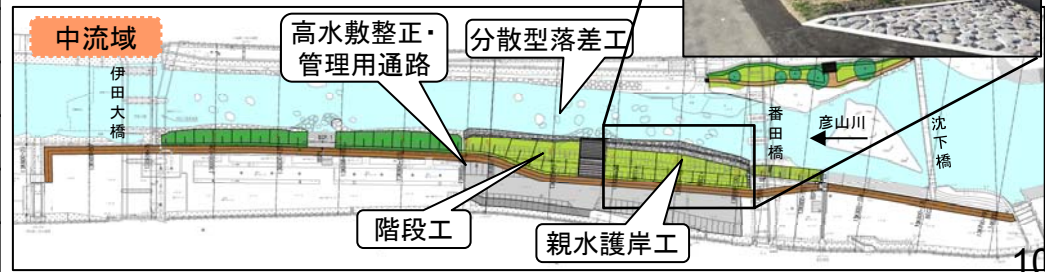 中流域
高水敷整正・
管理用通路
分散型落差工
伊田大橋
番田橋
彦山川
沈下橋
階段工
親水護岸工
10